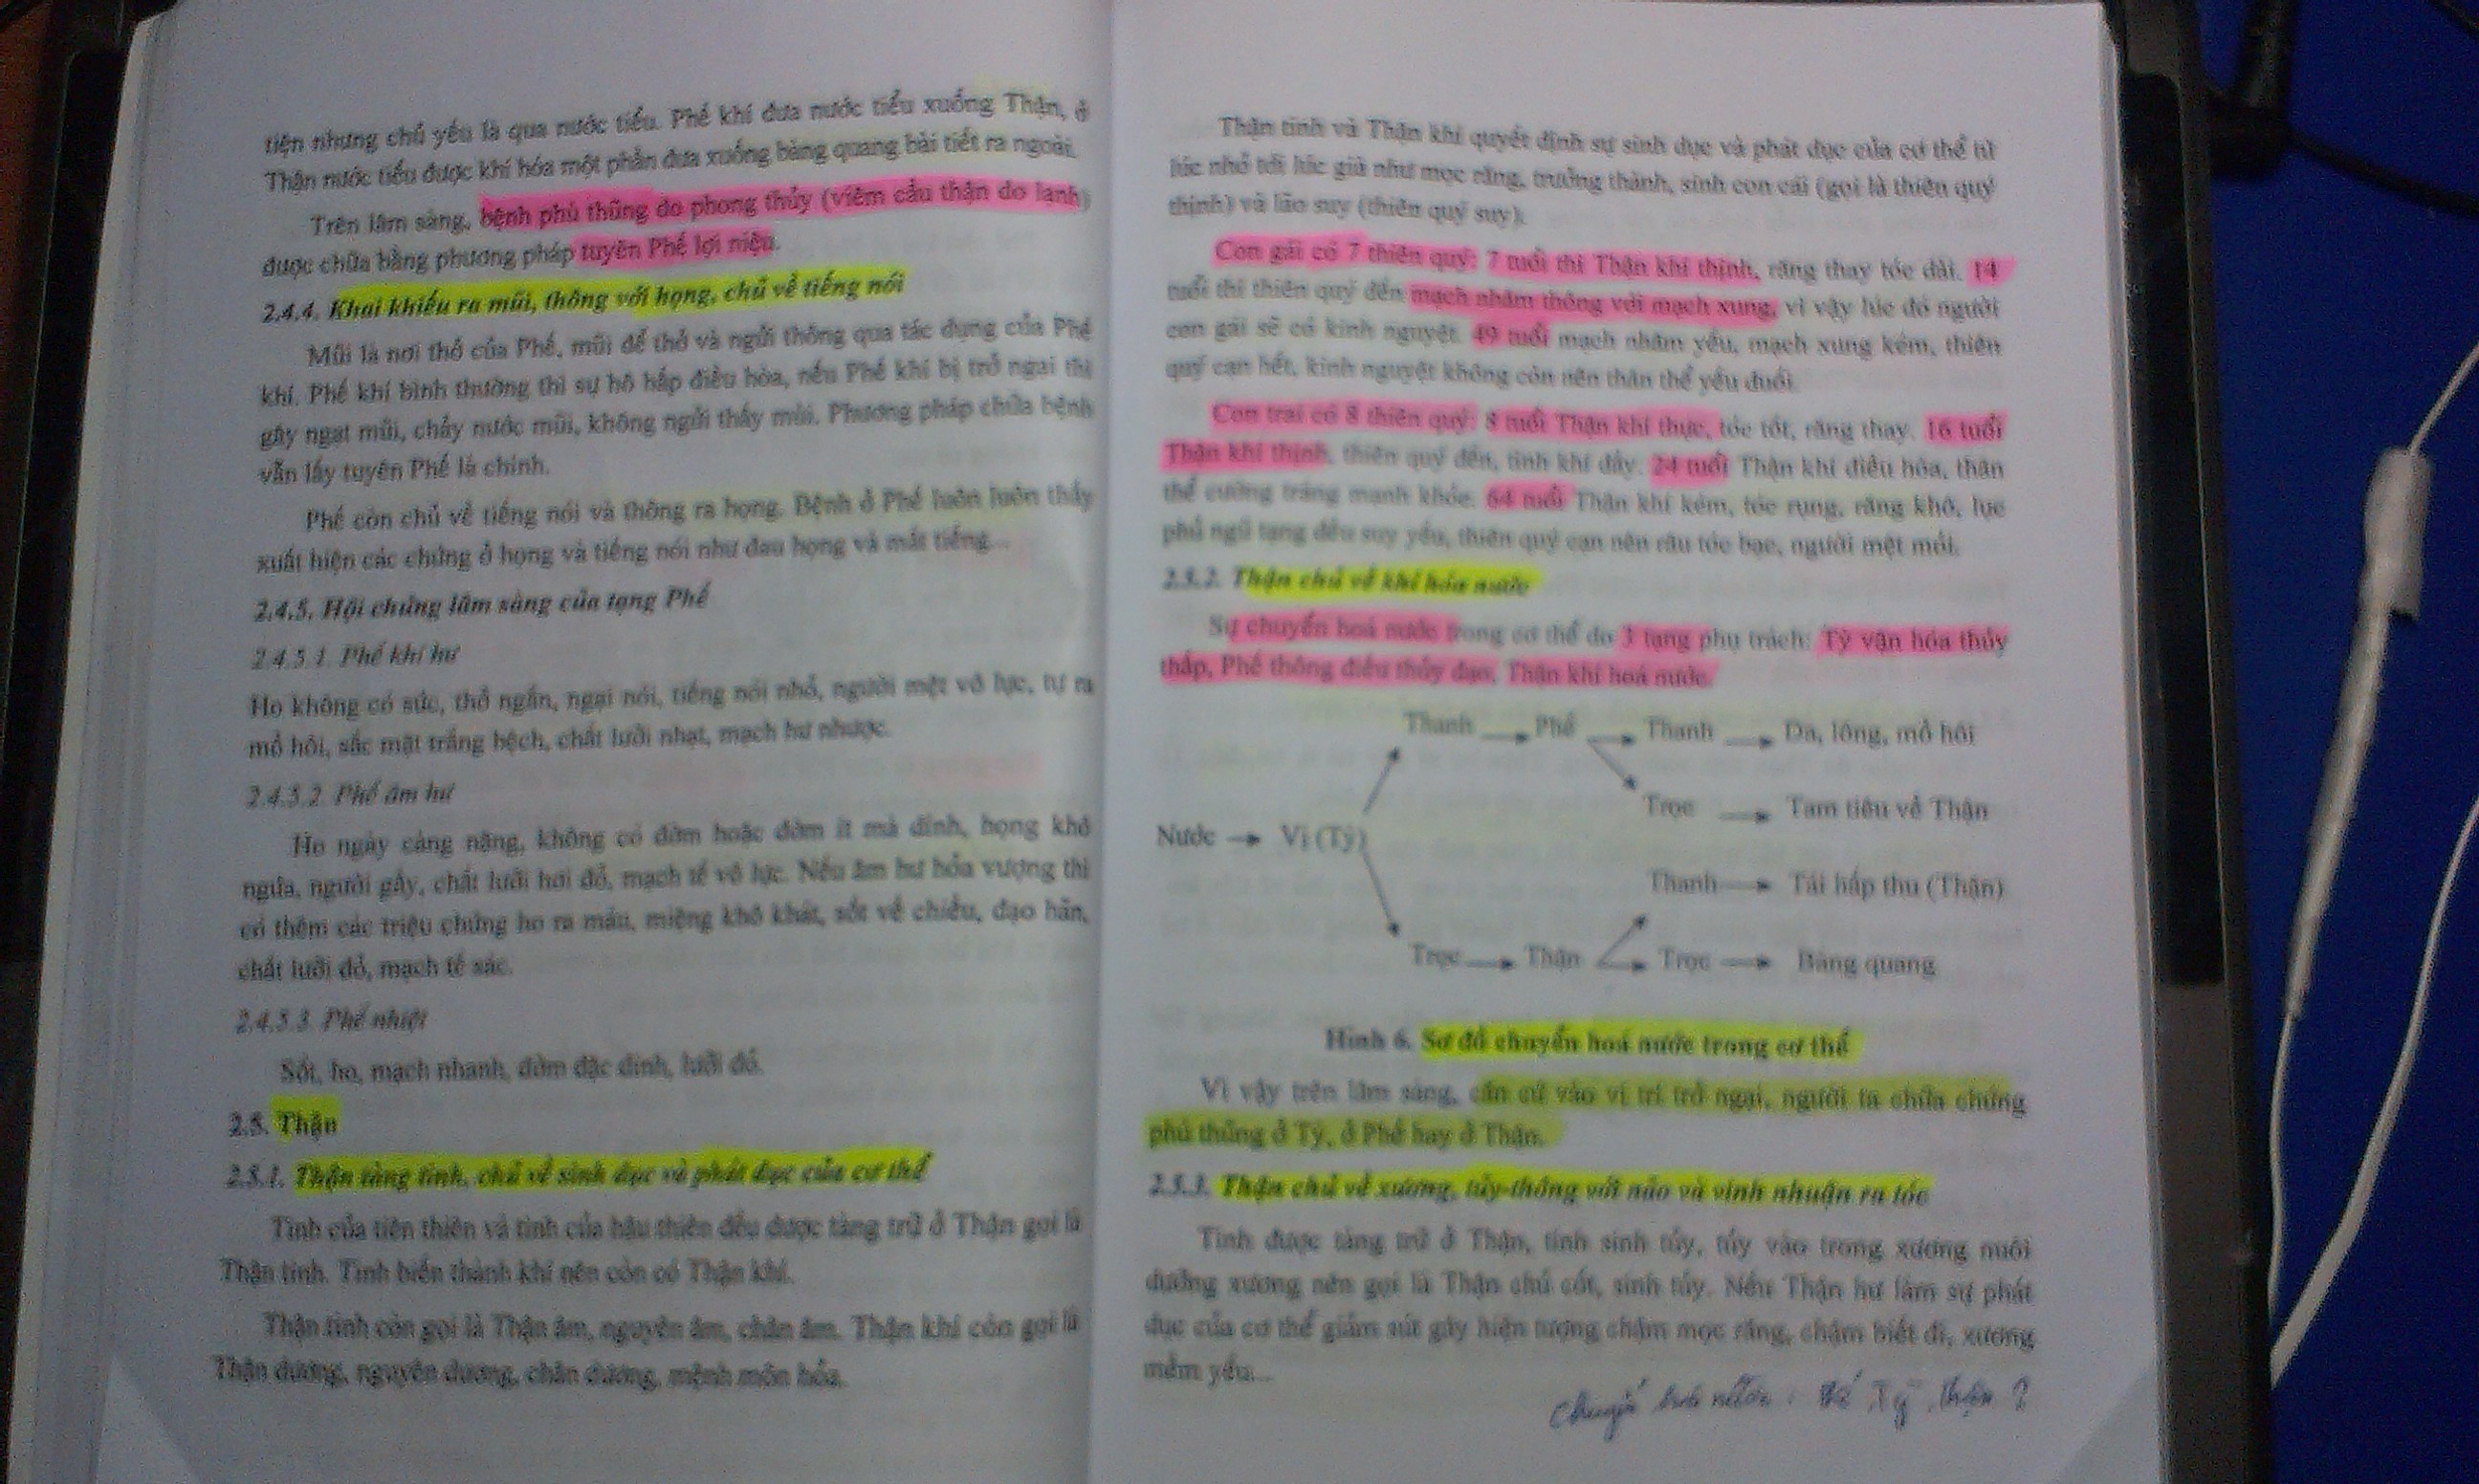 tiện nhưng chủ yếu là qua nước tiểu. Phế khí đưa nước tiểu xuống Thận, ở
Thận nước tiểu được khí hóa một phần đưa xuống bàng quang bài tiết ra ngoài.
Trên lâm sàng, bệnh phù thũng do phong thủy (viêm cầu thận do lạnh)
được chữa bằng phương pháp tuyên Phế lợi niệu.
2.4.4. Khai khiếu ra mũi, thông với họng, chủ về tiếng nói
Mũi là nơi thở của Phế, mũi để thở và ngửi thông qua tác dụng của Phế
khí. Phế khí bình thường thì sự hô hấp điều hòa, nếu Phế khí bị trở ngại thì
gây ngạt mũi, chảy nước mũi, không ngửi thấy mùi. Phương pháp chữa bệnh
vẫn lấy tuyên Phế là chính.
Phế còn chủ về tiếng nói và thông ra họng. Bệnh ở Phế luôn luôn thấy
xuất hiện các chứng ở họng và tiếng nói như đau họng và mất tiếng...
2.4.5. Hội chứng lâm sàng của tạng Phế
2.4.5.1. Phế khí hư
Ho không có sức, thở ngắn, ngại nói, tiếng nói nhỏ, người mệt vô lực, tự ra
mồ hôi, sắc mặt trắng bệch, chất lưỡi nhạt, mạch hư nhược.
2.4.5.2. Phế âm hư
Ho ngày càng nặng, không có đờm hoặc đờm ít mà dính, họng khô
ngứa, người gầy, chất lưỡi hơi đỏ, mạch tế vô lực. Nếu âm hư hỏa vượng thì
có thêm các triệu chứng ho ra máu, miệng khô khát, sốt về chiều, đạo hãn,
chất lưỡi đỏ, mạch tế sác.
2.4.5.3. Phế nhiệt
Sốt, ho, mạch nhanh, đờm đặc dính, lưỡi đỏ.
2.5. Thận
2.5.1. Thận tàng tinh, chủ về sinh dục và phát dục của cơ thể
Tinh của tiên thiên và tinh của hậu thiên đều được tàng trữ ở Thận gọi là
Thận tinh. Tinh biến thành khí nên còn có Thận khí.
Thận tinh còn gọi là Thận âm, nguyên âm, chân âm. Thận khí còn gọi là
Thận dương, nguyên dương, chân dương, mệnh môn hỏa.
Thận tinh và Thận khí quyết định sự sinh dục và phát dục của cơ thể từ
lúc nhỏ tới lúc già như mọc răng, trưởng thành, sinh con cái (gọi là thiên quý
thịnh) và lão suy (thiên quý suy).
Con gái có 7 thiên quý: 7 tuổi thì Thận khí thịnh, răng thay tóc dài. 14
tuổi thì thiên quý đến mạch nhâm thông với mạch xung, vì vậy lúc đó người
con gái sẽ có kinh nguyệt. 49 tuổi mạch nhâm yếu, mạch xung kém, thiên
quý cạn hết, kinh nguyệt không còn nên thân thể yếu đuối.
Con trai có 8 thiên quý: 8 tuổi Thận khí thực, tóc tốt, răng thay. 16 tuổi
Thận khí thịnh, thiên quý đến, tinh khí đầy. 24 tuổi Thận khí điều hòa, thân
thể cường tráng mạnh khỏe. 64 tuổi Thận khí kém, tóc rụng, răng khô, lục
phủ ngũ tạng đều suy yếu, thiên quý cạn nên râu tóc bạc, người mệt mỏi.
2.5.2. Thận chủ về khí hóa nước
Sự chuyển hoá nước trong cơ thể do 3 tạng phụ trách: Tỳ vận hóa thủy
thấp, Phế thông điều thủy đạo, Thận khí hoá nước.
Thanh → Phế → Thanh → Da, lông, mồ hôi
Trọc → Tam tiêu về Thận
Nước → Vị (Tỳ)
Thanh → Tái hấp thu (Thận)
Trọc → Thận → Trọc → Bàng quang
Hình 6. Sơ đồ chuyển hoá nước trong cơ thể
Vì vậy trên lâm sàng, căn cứ vào vị trí trở ngại, người ta chữa chứng
phù thũng ở Tỳ, ở Phế hay ở Thận.
2.5.3. Thận chủ về xương, tủy-thông với não và vinh nhuận ra tóc
Tinh được tàng trữ ở Thận, tinh sinh tủy, tủy vào trong xương nuôi
dưỡng xương nên gọi là Thận chủ cốt, sinh tủy. Nếu Thận hư làm sự phát
dục của cơ thể giảm sút gây hiện tượng chậm mọc răng, chậm biết đi, xương
mềm yếu...
Chuyển hoá nước: Phế, Tỳ, Thận ?